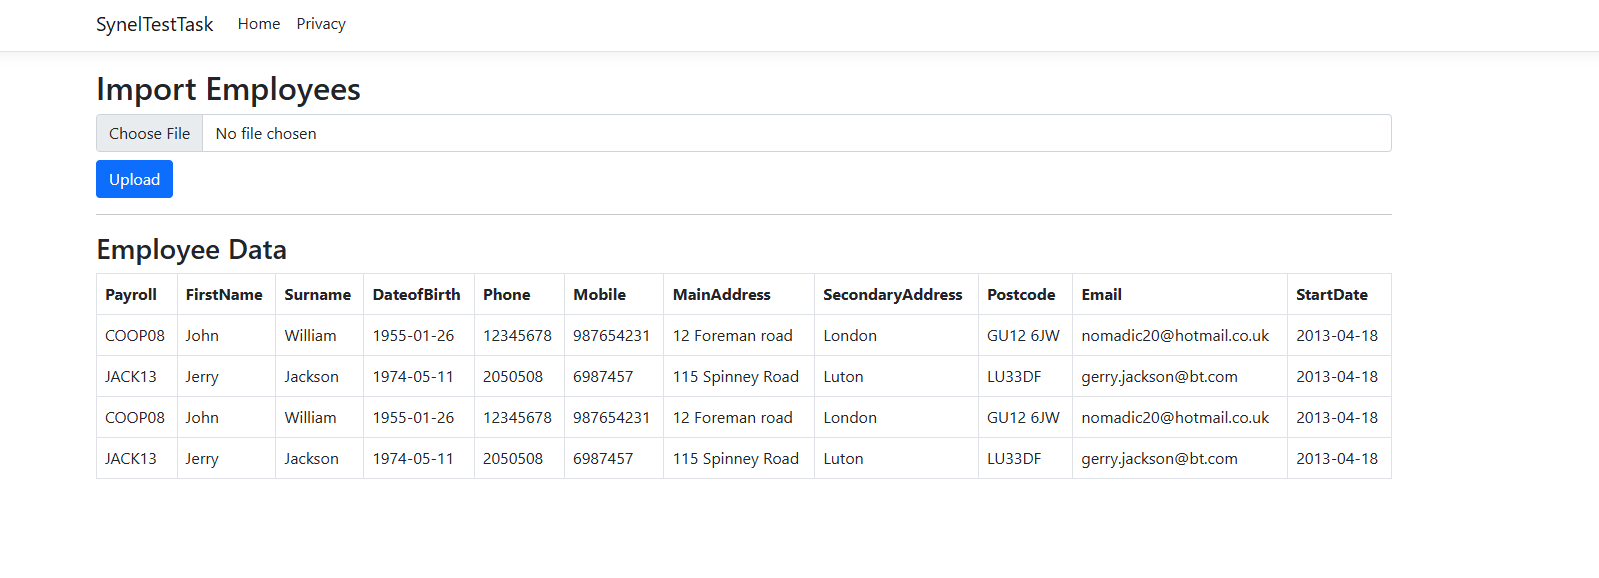 SynelTestTask Home Privacy
Import Employees
Choose File No file chosen
Upload
Employee Data
Payroll FirstName Surname DateofBirth Phone Mobile MainAddress SecondaryAddress Postcode Email StartDate
COOP08 John William 1955-01-26 12345678 987654231 12 Foreman road London GU12 6JW nomadic20@hotmail.co.uk 2013-04-18
JACK13 Jerry Jackson 1974-05-11 2050508 6987457 115 Spinney Road Luton LU33DF gerry.jackson@bt.com 2013-04-18
COOP08 John William 1955-01-26 12345678 987654231 12 Foreman road London GU12 6JW nomadic20@hotmail.co.uk 2013-04-18
JACK13 Jerry Jackson 1974-05-11 2050508 6987457 115 Spinney Road Luton LU33DF gerry.jackson@bt.com 2013-04-18